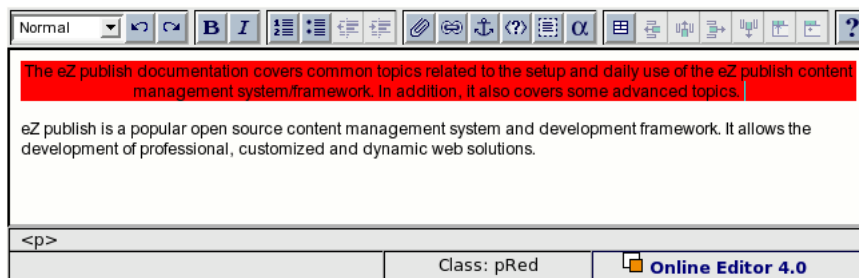 Normal B I <?> α ?
The eZ publish documentation covers common topics related to the setup and daily use of the eZ publish content
management system/framework. In addition, it also covers some advanced topics.
eZ publish is a popular open source content management system and development framework. It allows the
development of professional, customized and dynamic web solutions.
<p>
Class: pRed Online Editor 4.0